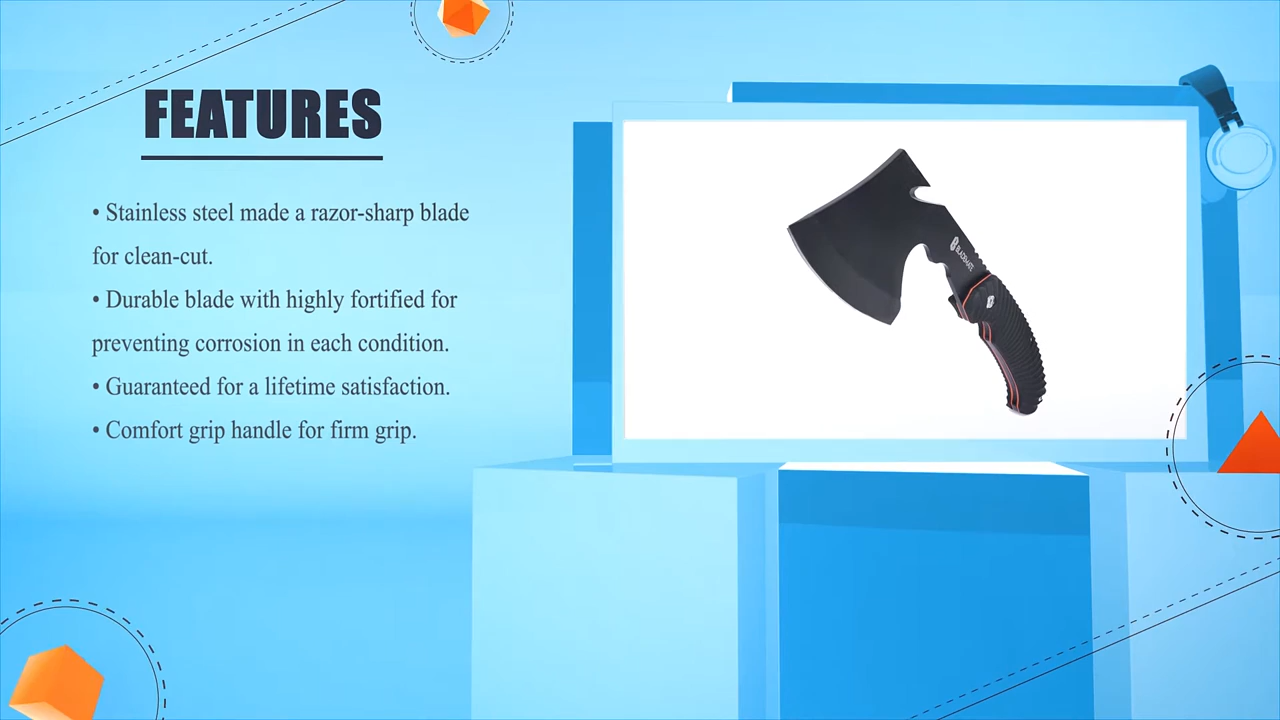 FEATURES
• Stainless steel made a razor-sharp blade
for clean-cut.
• Durable blade with highly fortified for
preventing corrosion in each condition.
• Guaranteed for a lifetime satisfaction.
• Comfort grip handle for firm grip.